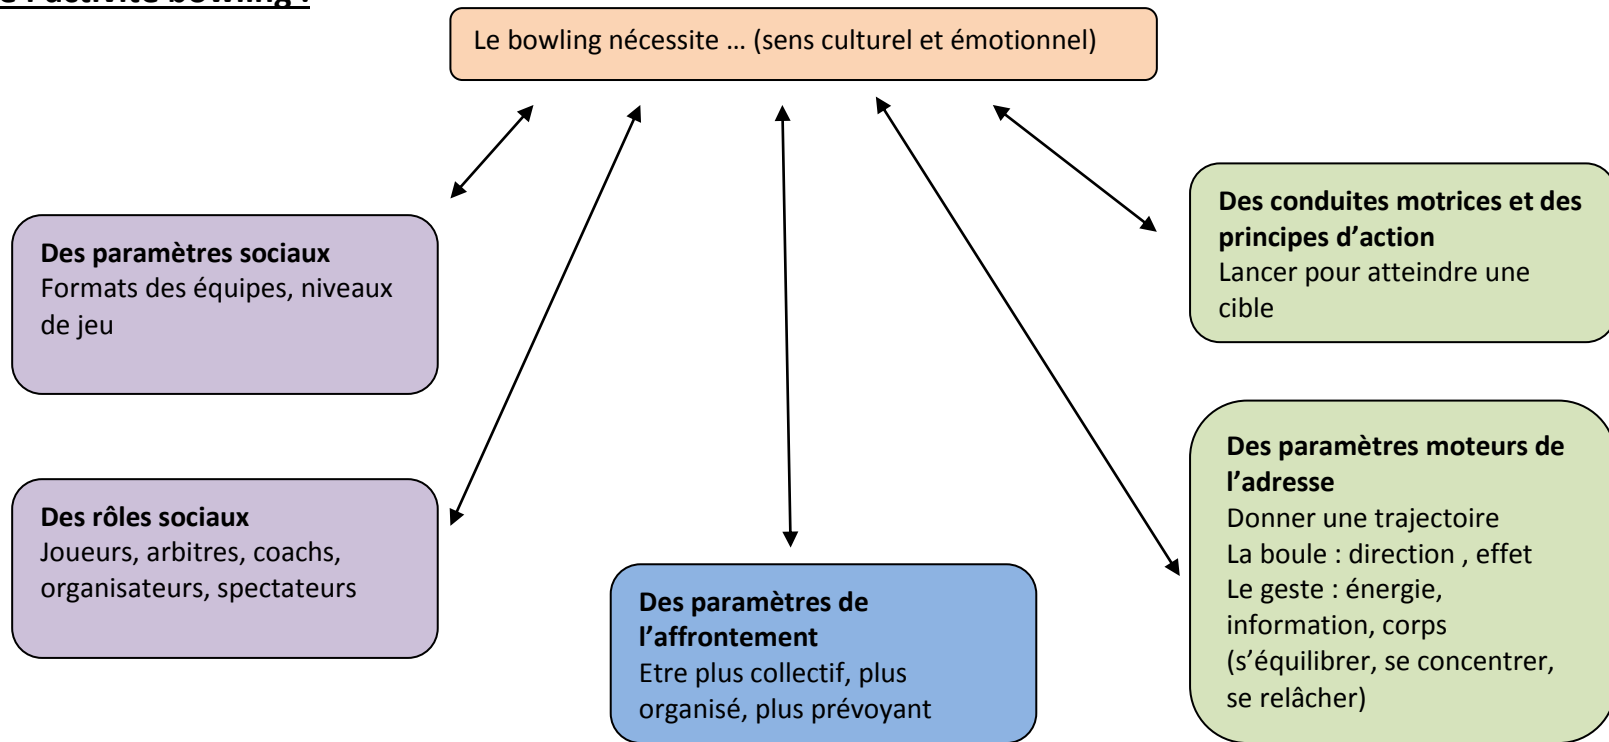 e l'activité bowling :
Le bowling nécessite … (sens culturel et émotionnel)
Des paramètres sociaux
Formats des équipes, niveaux
de jeu
Des conduites motrices et des
principes d'action
Lancer pour atteindre une
cible
Des rôles sociaux
Joueurs, arbitres, coachs,
organisateurs, spectateurs
Des paramètres de
l'affrontement
Etre plus collectif, plus
organisé, plus prévoyant
Des paramètres moteurs de
l'adresse
Donner une trajectoire
La boule : direction , effet
Le geste : énergie,
information, corps
(s'équilibrer, se concentrer,
se relâcher)